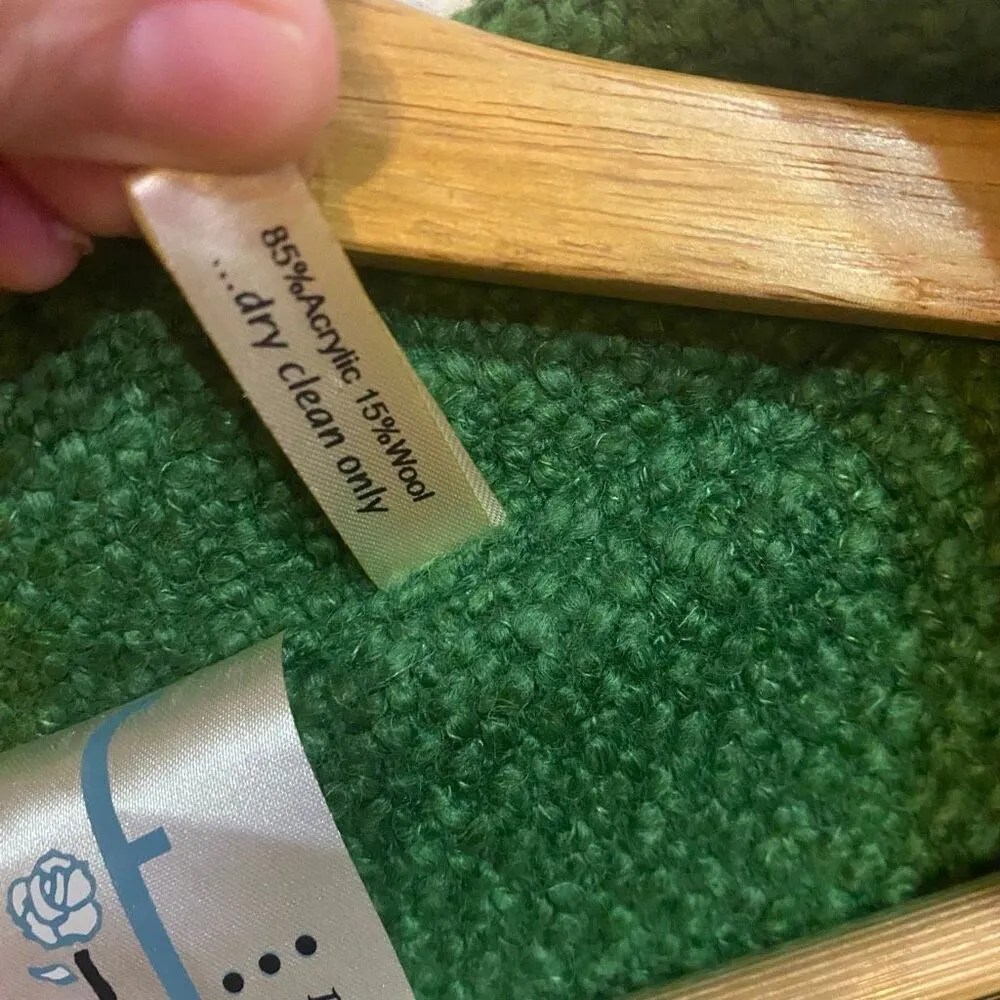 85%Acrylic 15%Wool
...dry clean only
f
...